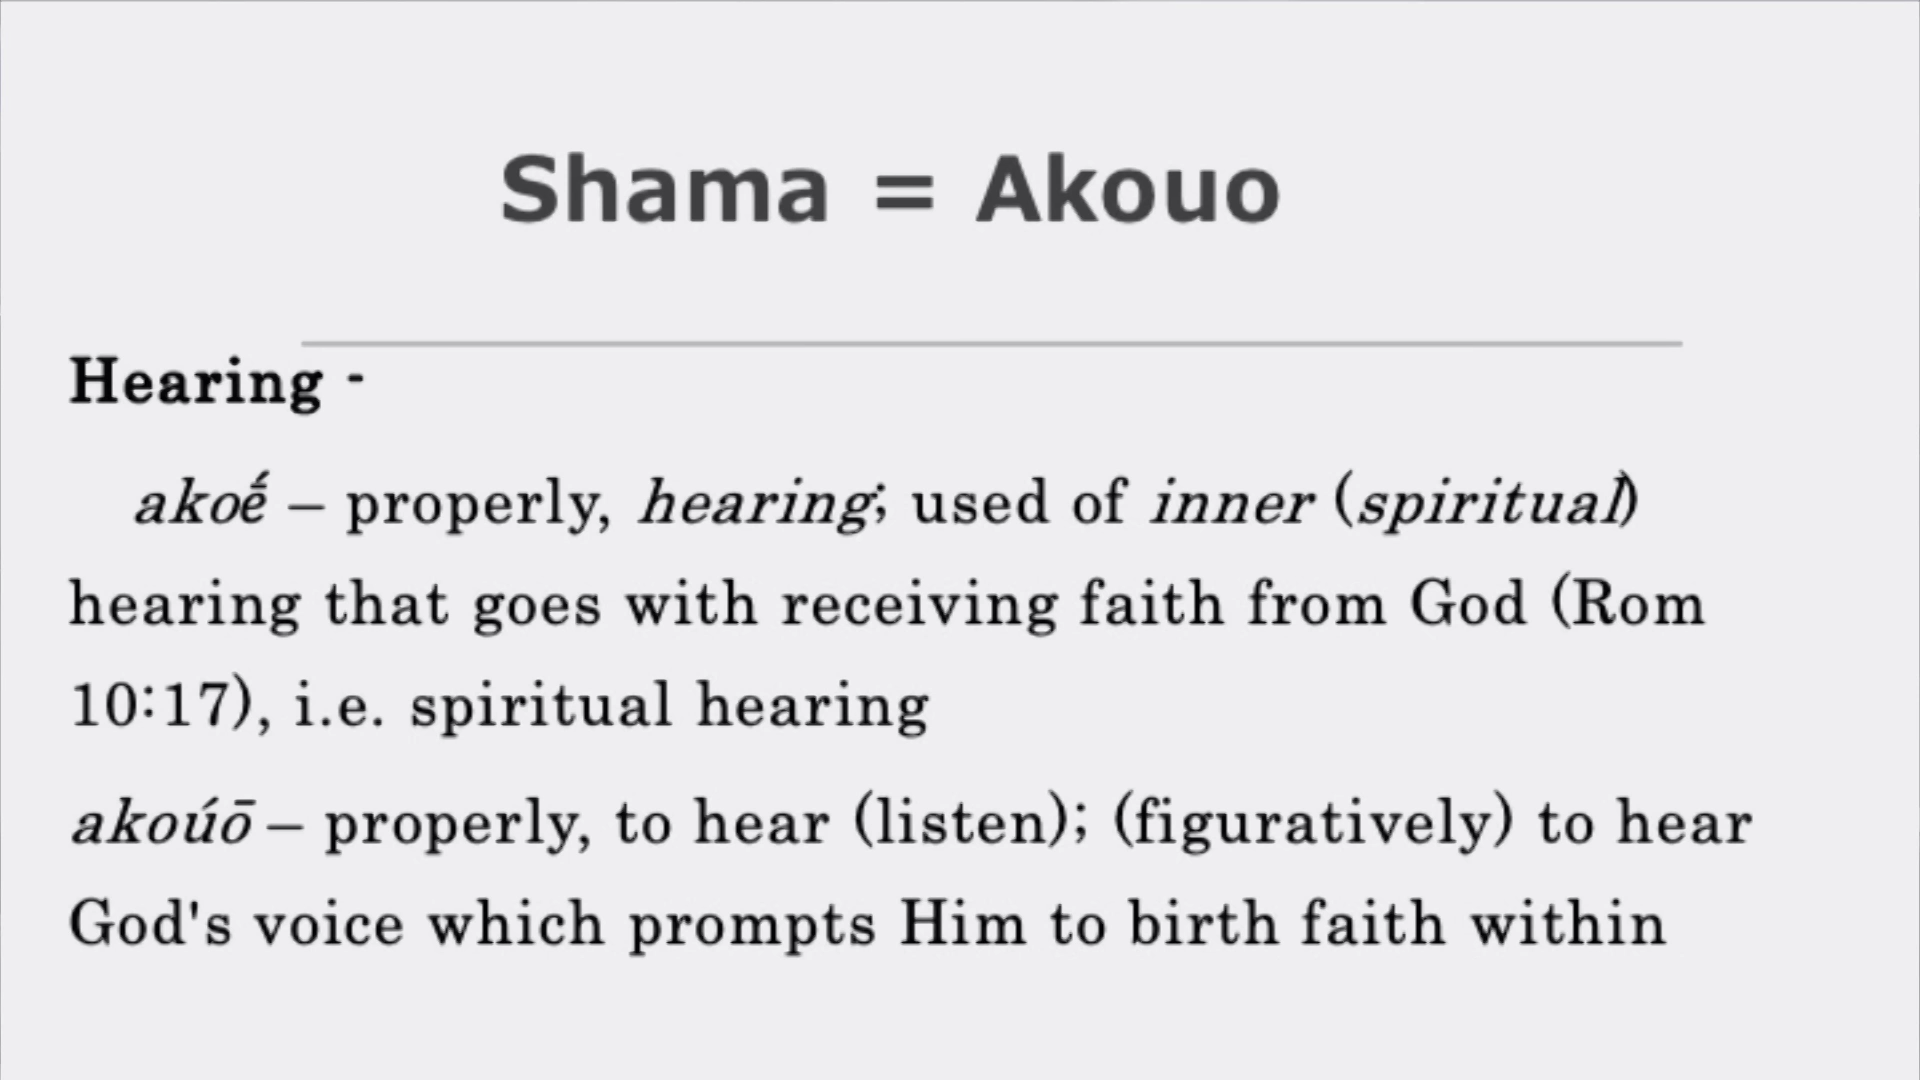 Shama = Akouo
Hearing -
akoḗ – properly, hearing; used of inner (spiritual)
hearing that goes with receiving faith from God (Rom
10:17), i.e. spiritual hearing
akoúō – properly, to hear (listen); (figuratively) to hear
God's voice which prompts Him to birth faith within